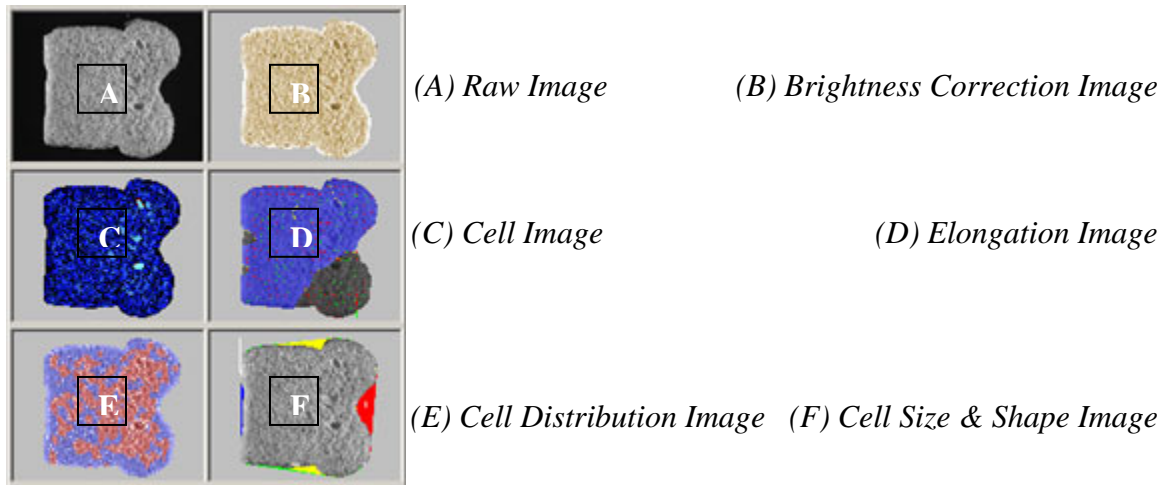 A B (A) Raw Image (B) Brightness Correction Image
C D (C) Cell Image (D) Elongation Image
E F (E) Cell Distribution Image (F) Cell Size & Shape Image